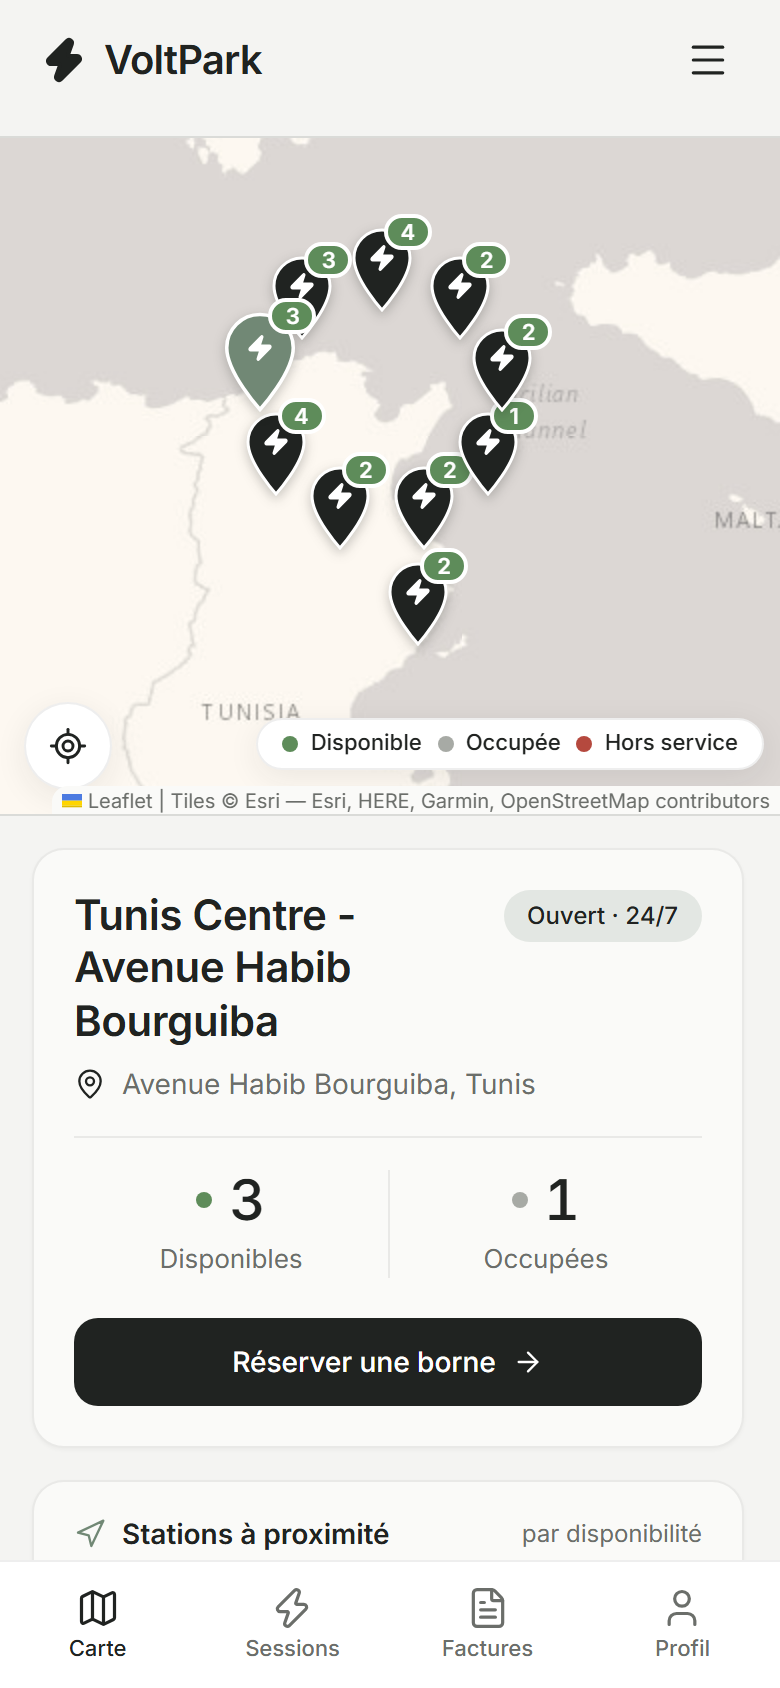 VoltPark
4
3
2
3
2
4
1
cilian
annel
2
2
MALT
2
TUNISIA
Disponible
Occupée
Hors service
Leaflet | Tiles © Esri — Esri, HERE, Garmin, OpenStreetMap contributors
Tunis Centre -
Avenue Habib
Bourguiba
Ouvert · 24/7
Avenue Habib Bourguiba, Tunis
3
1
Disponibles
Occupées
Réserver une borne
Stations à proximité
par disponibilité
Carte
Sessions
Factures
Profil